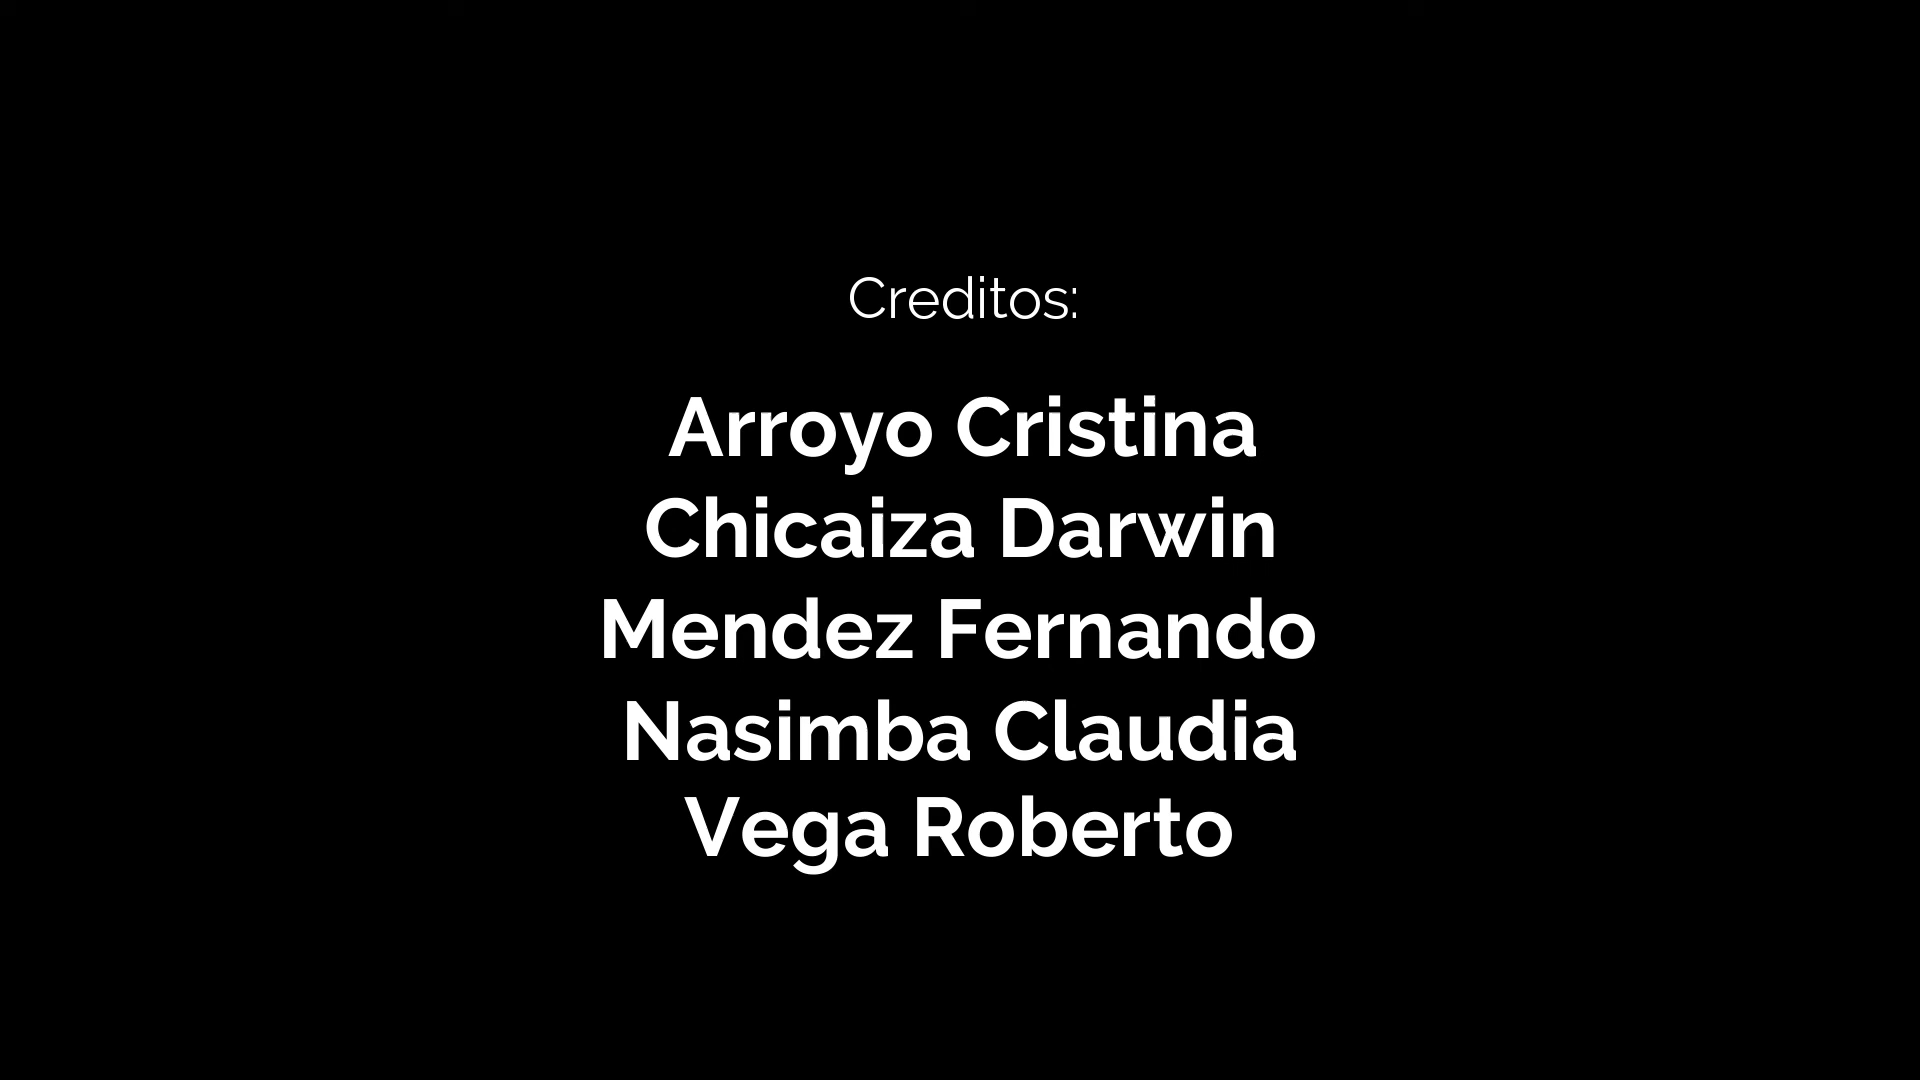 Creditos:
Arroyo Cristina
Chicaiza Darwin
Mendez Fernando
Nasimba Claudia
Vega Roberto